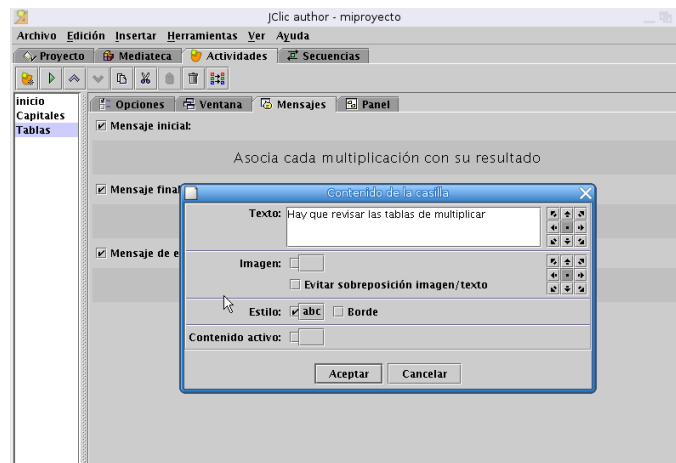 JClic author - miproyecto
Archivo Edición Insertar Herramientas Ver Ayuda
Proyecto Mediateca Actividades Secuencias
inicio
Capitales
Tablas
Opciones Ventana Mensajes Panel
Mensaje inicial:
Asocia cada multiplicación con su resultado
Mensaje final
Mensaje de e
Contenido de la casilla
Texto: Hay que revisar las tablas de multiplicar
Imagen:
Evitar sobreposición imagen/texto
Estilo: abc Borde
Contenido activo:
Aceptar Cancelar